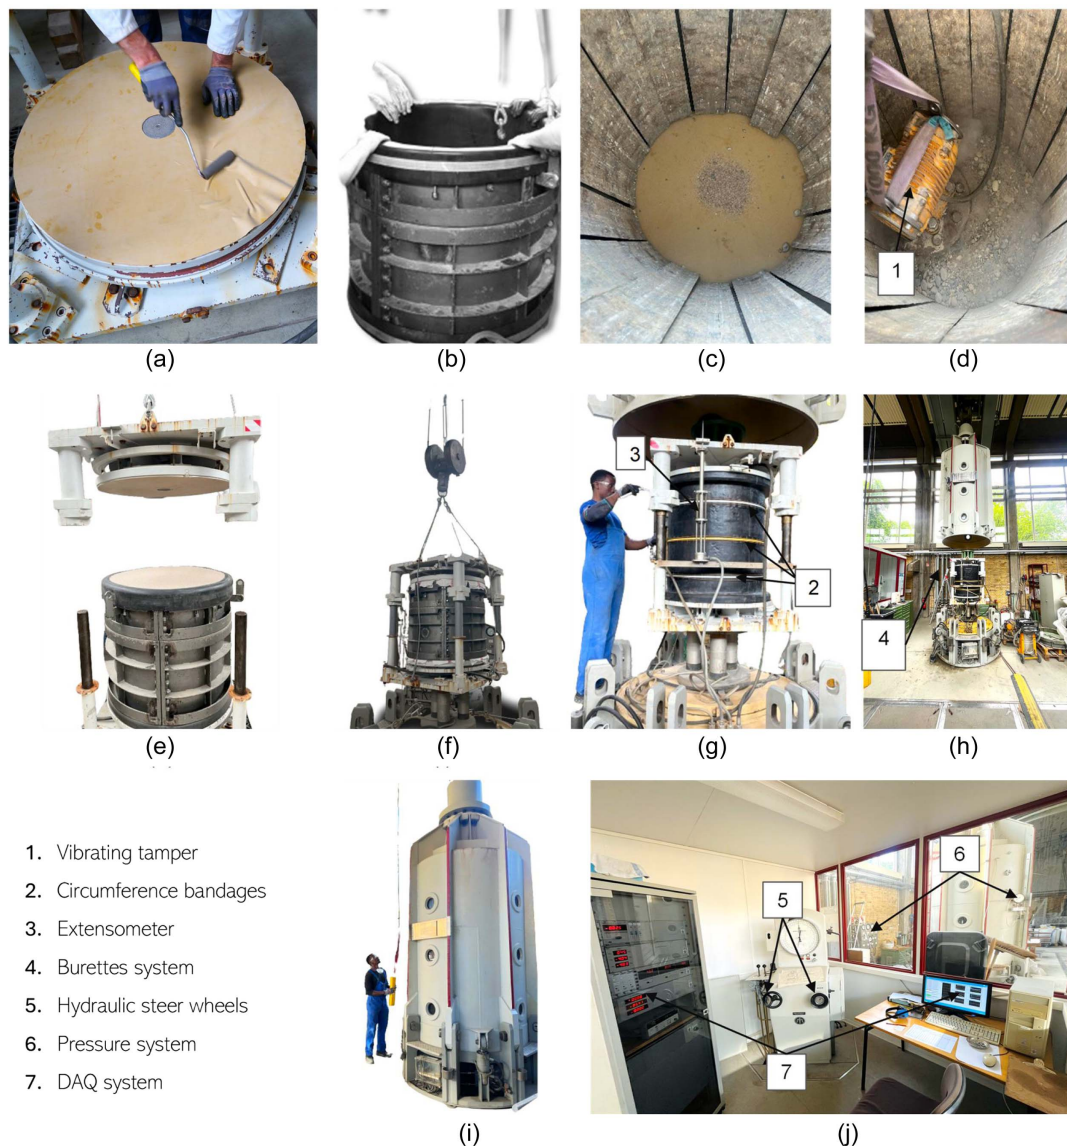 (a)
(b)
(c)
1
(d)
(e)
(f)
3
2
(g)
4
(h)
1. Vibrating tamper
2. Circumference bandages
3. Extensometer
4. Burettes system
5. Hydraulic steer wheels
6. Pressure system
7. DAQ system
(i)
6
5
7
(j)